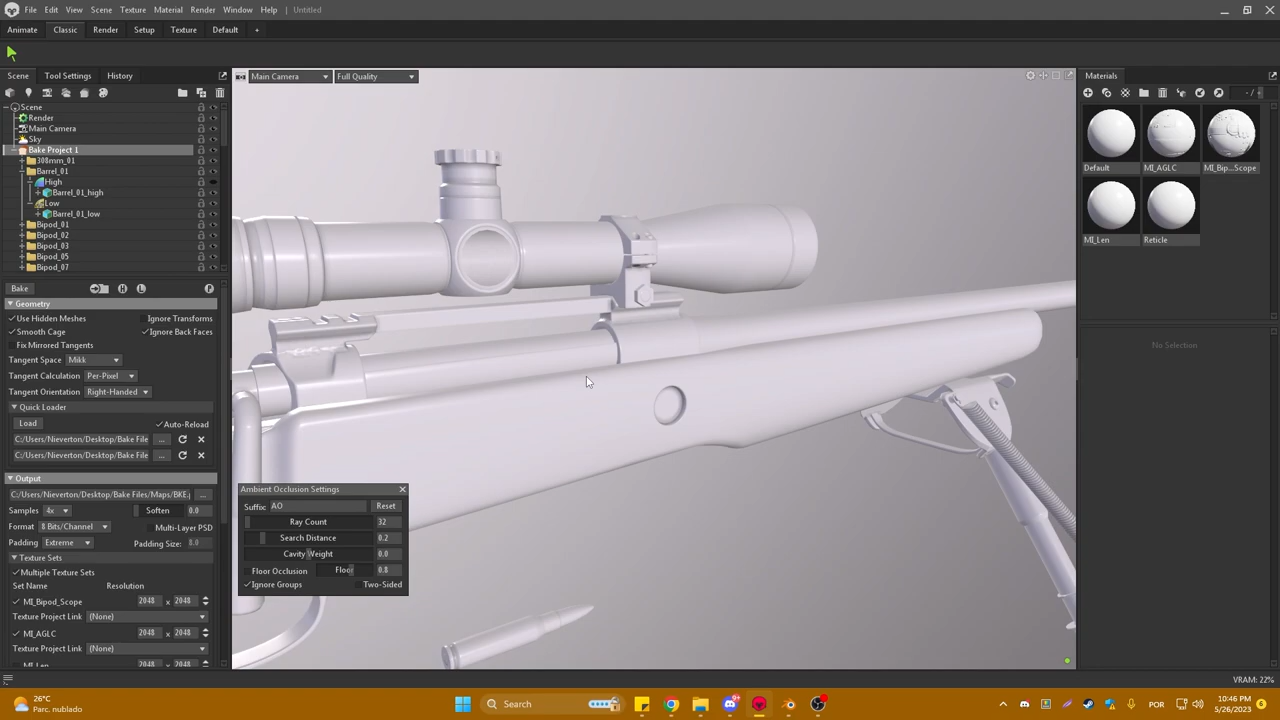 File Edit View Scene Texture Material Render Window Help Untitled
Animate Classic Render Setup Texture Default +
Scene Tool Settings History
Main Camera Full Quality
Materials
- /
Scene
Render
Main Camera
Sky
Bake Project 1
308mm_01
Barrel_01
High
Barrel_01_high
Low
Barrel_01_low
Bipod_01
Bipod_02
Bipod_03
Bipod_05
Bipod_07
Default MI_AGLC MI_Bip...Scope
MI_Len Reticle
No Selection
Bake H L P
Geometry
Use Hidden Meshes Ignore Transforms
Smooth Cage Ignore Back Faces
Fix Mirrored Tangents
Tangent Space Mikk
Tangent Calculation Per-Pixel
Tangent Orientation Right-Handed
Quick Loader
Load Auto-Reload
C:/Users/Nieverton/Desktop/Bake File ...
C:/Users/Nieverton/Desktop/Bake File ...
Output
C:/Users/Nieverton/Desktop/Bake Files/Maps/BKE.p ...
Samples 4x Soften 0.0
Format 8 Bits/Channel Multi-Layer PSD
Padding Extreme Padding Size: 8.0
Texture Sets
Multiple Texture Sets
Set Name Resolution
MI_Bipod_Scope 2048 x 2048
Texture Project Link (None)
MI_AGLC 2048 x 2048
Texture Project Link (None)
MI_Len 2048 x 2048
Ambient Occlusion Settings
Suffix: AO Reset
Ray Count 32
Search Distance 0.2
Cavity Weight 0.0
Floor Occlusion Floor 0.8
Ignore Groups Two-Sided
VRAM: 22%
26°C
Parc. nublado
Search
9+
POR
10:46 PM
5/26/2023
6